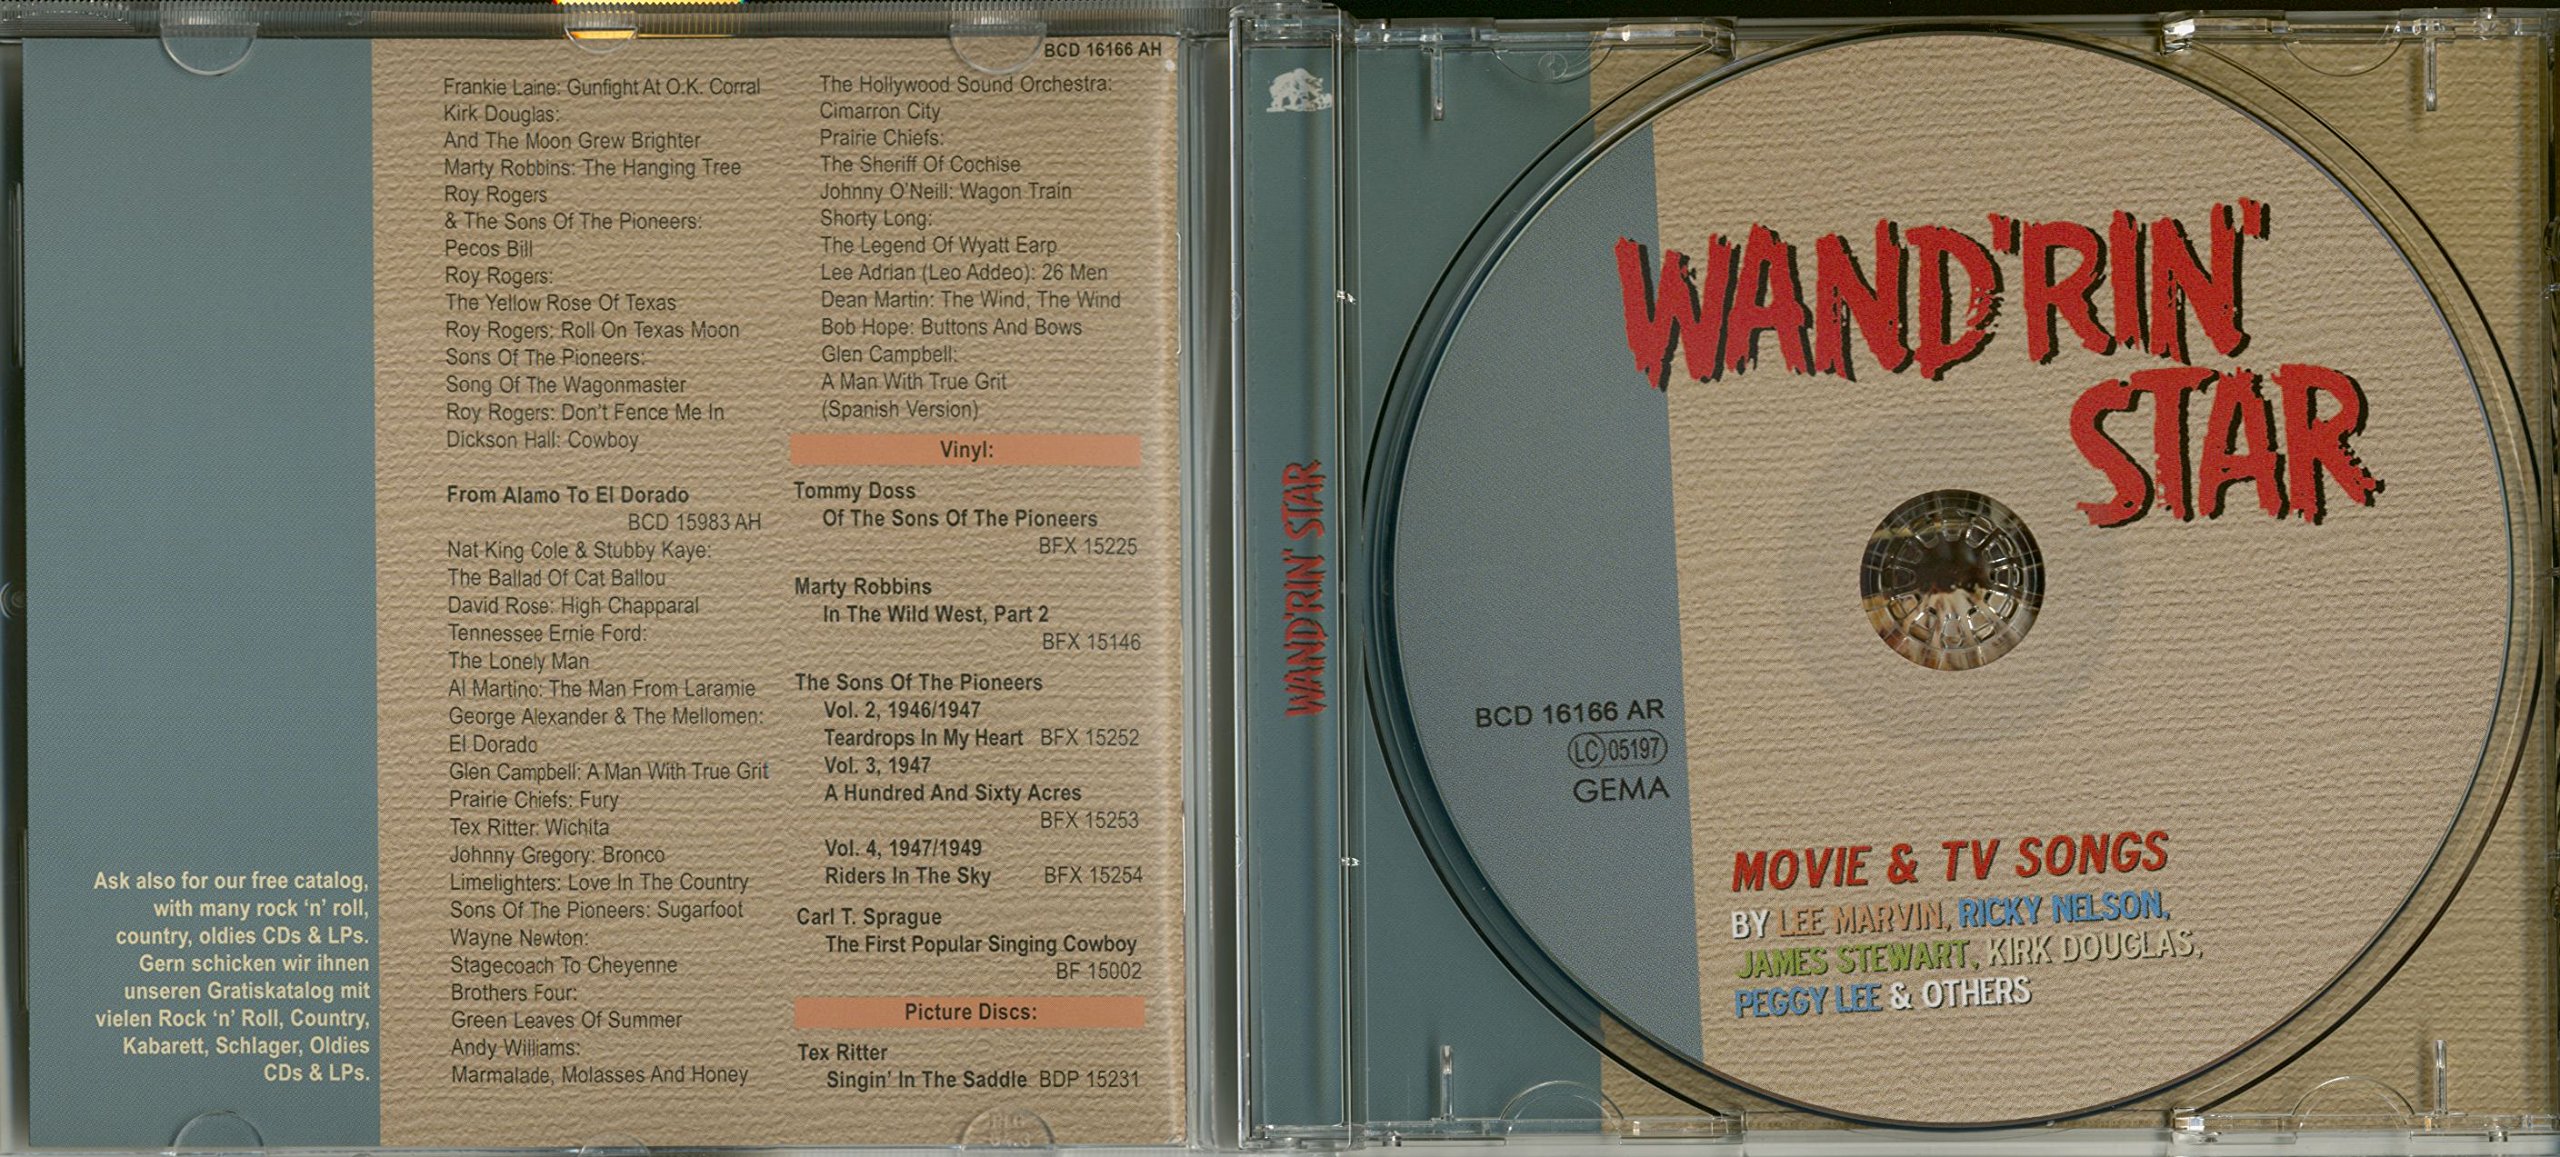 BCD 16166 AH
Frankie Laine: Gunfight At O.K. Corral
Kirk Douglas:
And The Moon Grew Brighter
Marty Robbins: The Hanging Tree
Roy Rogers
& The Sons Of The Pioneers:
Pecos Bill
Roy Rogers:
The Yellow Rose Of Texas
Roy Rogers: Roll On Texas Moon
Sons Of The Pioneers:
Song Of The Wagonmaster
Roy Rogers: Don't Fence Me In
Dickson Hall: Cowboy
From Alamo To El Dorado
BCD 15983 AH
Nat King Cole & Stubby Kaye:
The Ballad Of Cat Ballou
David Rose: High Chapparal
Tennessee Ernie Ford:
The Lonely Man
Al Martino: The Man From Laramie
George Alexander & The Mellomen:
El Dorado
Glen Campbell: A Man With True Grit
Prairie Chiefs: Fury
Tex Ritter: Wichita
Johnny Gregory: Bronco
Limelighters: Love In The Country
Sons Of The Pioneers: Sugarfoot
Wayne Newton:
Stagecoach To Cheyenne
Brothers Four:
Green Leaves Of Summer
Andy Williams:
Marmalade, Molasses And Honey
The Hollywood Sound Orchestra:
Cimarron City
Prairie Chiefs:
The Sheriff Of Cochise
Johnny O'Neill: Wagon Train
Shorty Long:
The Legend Of Wyatt Earp
Lee Adrian (Leo Addeo): 26 Men
Dean Martin: The Wind, The Wind
Bob Hope: Buttons And Bows
Glen Campbell:
A Man With True Grit
(Spanish Version)
Vinyl:
Tommy Doss
Of The Sons Of The Pioneers
BFX 15225
Marty Robbins
In The Wild West, Part 2
BFX 15146
The Sons Of The Pioneers
Vol. 2, 1946/1947
Teardrops In My Heart BFX 15252
Vol. 3, 1947
A Hundred And Sixty Acres
BFX 15253
Vol. 4, 1947/1949
Riders In The Sky BFX 15254
Carl T. Sprague
The First Popular Singing Cowboy
BF 15002
Picture Discs:
Tex Ritter
Singin' In The Saddle BDP 15231
Ask also for our free catalog,
with many rock 'n' roll,
country, oldies CDs & LPs.
Gern schicken wir ihnen
unseren Gratiskatalog mit
vielen Rock 'n' Roll, Country,
Kabarett, Schlager, Oldies
CDs & LPs.
WAND'RIN' STAR
WAND'RIN'
STAR
BCD 16166 AR
LC 05197
GEMA
MOVIE & TV SONGS
BY LEE MARVIN, RICKY NELSON,
JAMES STEWART, KIRK DOUGLAS,
PEGGY LEE & OTHERS